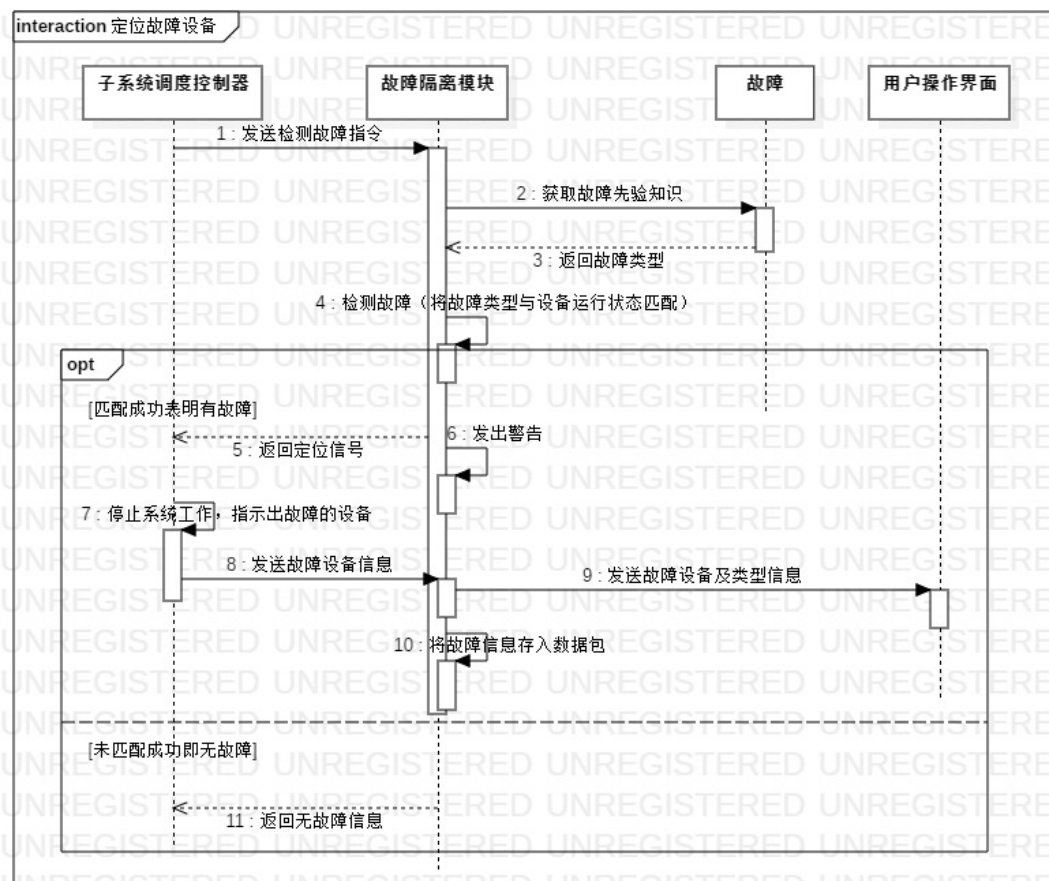 interaction 定位故障设备
子系统调度控制器
故障隔离模块
故障
用户操作界面
1 : 发送检测故障指令
2 : 获取故障先验知识
3 : 返回故障类型
4 : 检测故障（将故障类型与设备运行状态匹配）
opt
[匹配成功表明有故障]
6 : 发出警告
5 : 返回定位信号
7 : 停止系统工作，指示出故障的设备
8 : 发送故障设备信息
9 : 发送故障设备及类型信息
10 : 将故障信息存入数据包
[未匹配成功即无故障]
11 : 返回无故障信息
UNREGISTERED